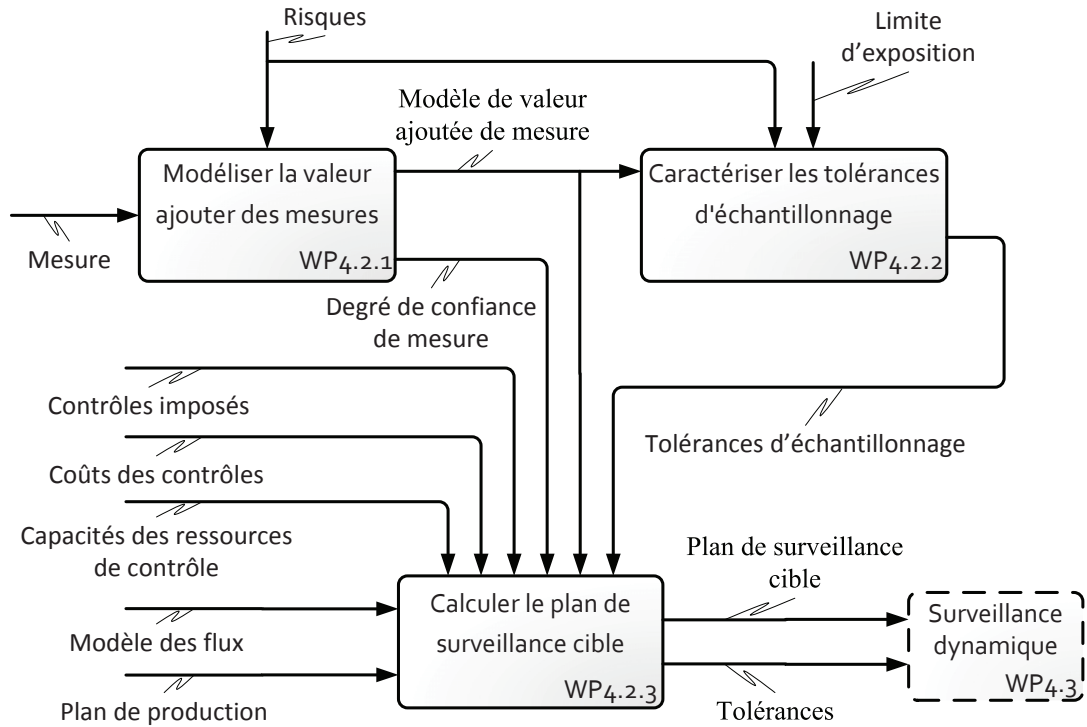 Risques
Limite
d'exposition
Modèle de valeur
ajoutée de mesure
Modéliser la valeur
ajouter des mesures
WP4.2.1
Caractériser les tolérances
d'échantillonnage
WP4.2.2
Mesure
Degré de confiance
de mesure
Contrôles imposés
Tolérances d'échantillonnage
Coûts des contrôles
Capacités des ressources
de contrôle
Plan de surveillance
cible
Calculer le plan de
surveillance cible
WP4.2.3
Surveillance
dynamique
WP4.3
Modèle des flux
Plan de production
Tolérances